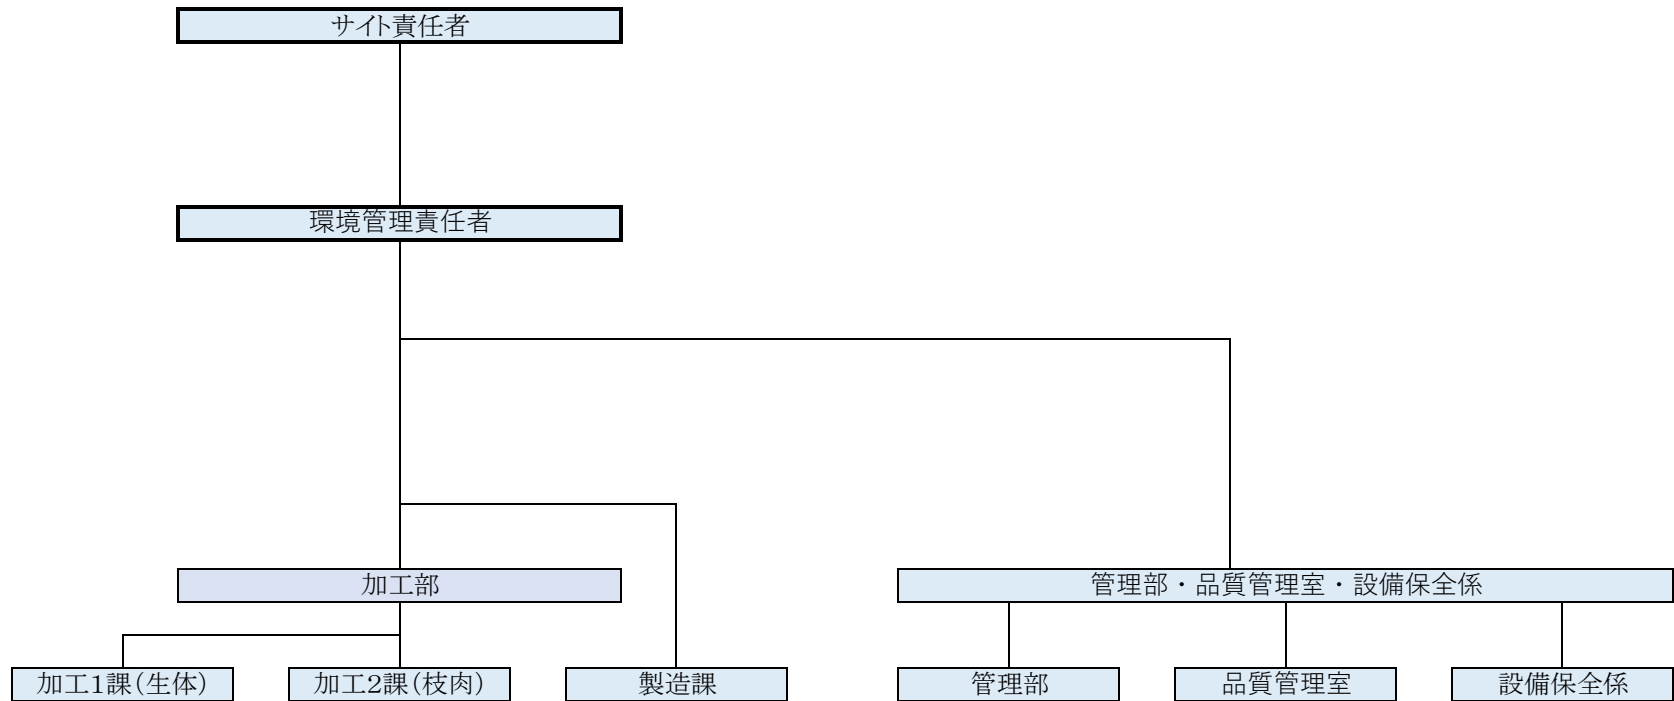 サイト責任者
環境管理責任者
加工部
管理部・品質管理室・設備保全係
加工1課(生体)
加工2課(枝肉)
製造課
管理部
品質管理室
設備保全係